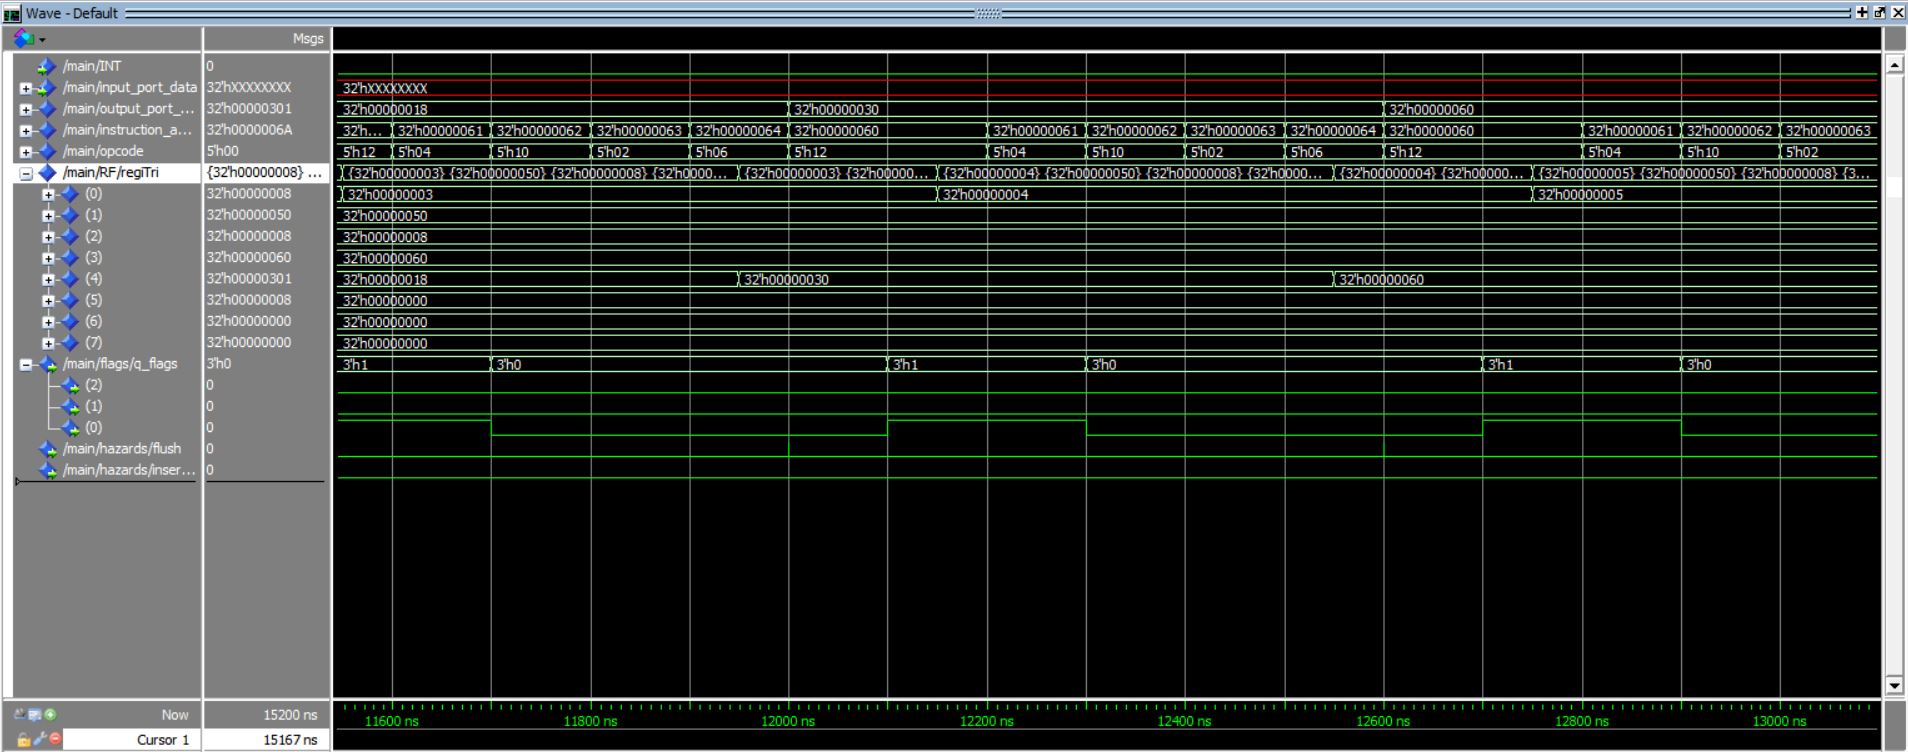 Wave - Default
Msgs
/main/INT 0
/main/input_port_data 32'hXXXXXXXX 32'hXXXXXXXX
/main/output_port_... 32'h00000301 32'h00000018 32'h00000030 32'h00000060
/main/instruction_a... 32'h0000006A 32'h... 32'h00000061 32'h00000062 32'h00000063 32'h00000064 32'h00000060 32'h00000061 32'h00000062 32'h00000063 32'h00000064 32'h00000060 32'h00000061 32'h00000062 32'h00000063
/main/opcode 5'h00 5'h12 5'h04 5'h10 5'h02 5'h06 5'h12 5'h04 5'h10 5'h02 5'h06 5'h12 5'h04 5'h10 5'h02
/main/RF/regiTri {32'h00000008} ... {32'h00000003} {32'h00000050} {32'h00000008} {32'h0000... {32'h00000003} {32'h00000... {32'h00000004} {32'h00000050} {32'h00000008} {32'h0000... {32'h00000004} {32'h00000... {32'h00000005} {32'h00000050} {32'h00000008} {3...
(0) 32'h00000008 32'h00000003 32'h00000004 32'h00000005
(1) 32'h00000050 32'h00000050
(2) 32'h00000008 32'h00000008
(3) 32'h00000060 32'h00000060
(4) 32'h00000301 32'h00000018 32'h00000030 32'h00000060
(5) 32'h00000008 32'h00000000
(6) 32'h00000000 32'h00000000
(7) 32'h00000000 32'h00000000
/main/flags/q_flags 3'h0 3'h1 3'h0 3'h1 3'h0 3'h1 3'h0
(2) 0
(1) 0
(0) 0
/main/hazards/flush 0
/main/hazards/inser... 0
Now 15200 ns 11600 ns 11800 ns 12000 ns 12200 ns 12400 ns 12600 ns 12800 ns 13000 ns
Cursor 1 15167 ns